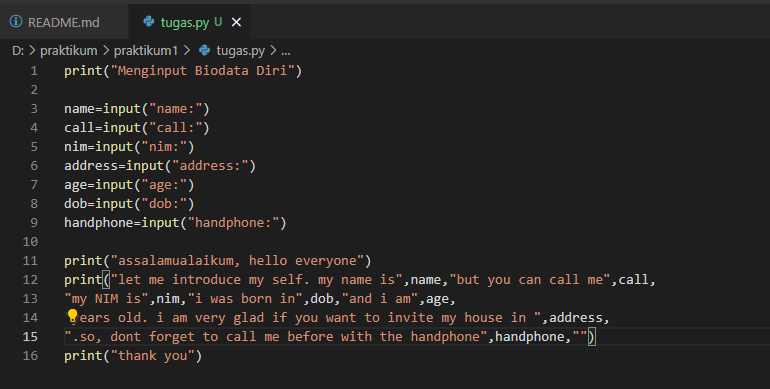 README.md tugas.py U
D: > praktikum > praktikum1 > tugas.py > ...
1 print("Menginput Biodata Diri")
2
3 name=input("name:")
4 call=input("call:")
5 nim=input("nim:")
6 address=input("address:")
7 age=input("age:")
8 dob=input("dob:")
9 handphone=input("handphone:")
10
11 print("assalamualaikum, hello everyone")
12 print("let me introduce my self. my name is",name,"but you can call me",call,
13 "my NIM is",nim,"i was born in",dob,"and i am",age,
14 ears old. i am very glad if you want to invite my house in ",address,
15 ".so, dont forget to call me before with the handphone",handphone,"")
16 print("thank you")